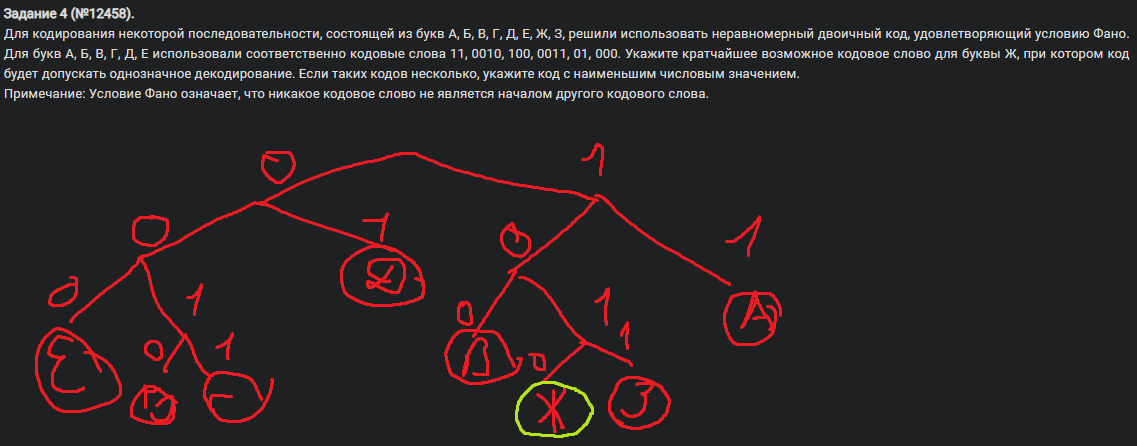 Задание 4 (№12458).
Для кодирования некоторой последовательности, состоящей из букв А, Б, В, Г, Д, Е, Ж, З, решили использовать неравномерный двоичный код, удовлетворяющий условию Фано.
Для букв А, Б, В, Г, Д, Е использовали соответственно кодовые слова 11, 0010, 100, 0011, 01, 000. Укажите кратчайшее возможное кодовое слово для буквы Ж, при котором код
будет допускать однозначное декодирование. Если таких кодов несколько, укажите код с наименьшим числовым значением.
Примечание: Условие Фано означает, что никакое кодовое слово не является началом другого кодового слова.
0 1
0 1 0 1
0 1 Д 0 1 А
Е 0 1 0 1
Б Г Ж З